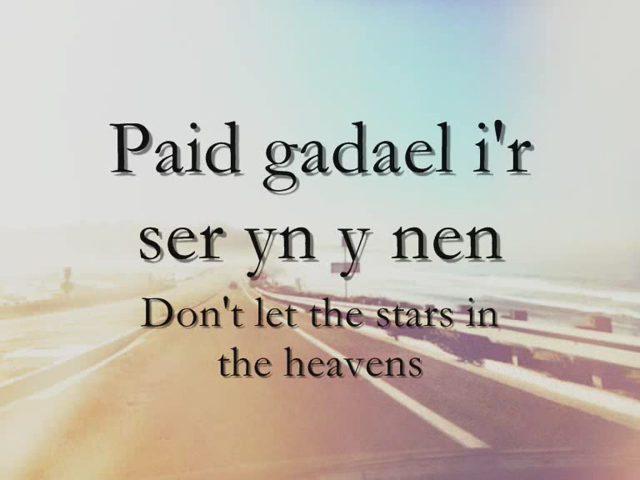 Paid gadael i'r
ser yn y nen
Don't let the stars in
the heavens